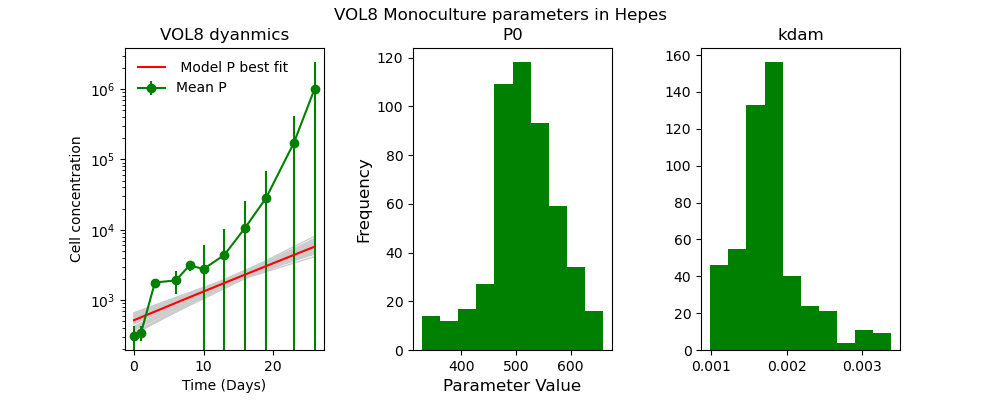 VOL8 Monoculture parameters in Hepes
VOL8 dyanmics
Model P best fit
Mean P
Cell concentration
10^6
10^5
10^4
10^3
0 10 20
Time (Days)
P0
Frequency
120
100
80
60
40
20
0
400 500 600
Parameter Value
kdam
160
140
120
100
80
60
40
20
0
0.001 0.002 0.003